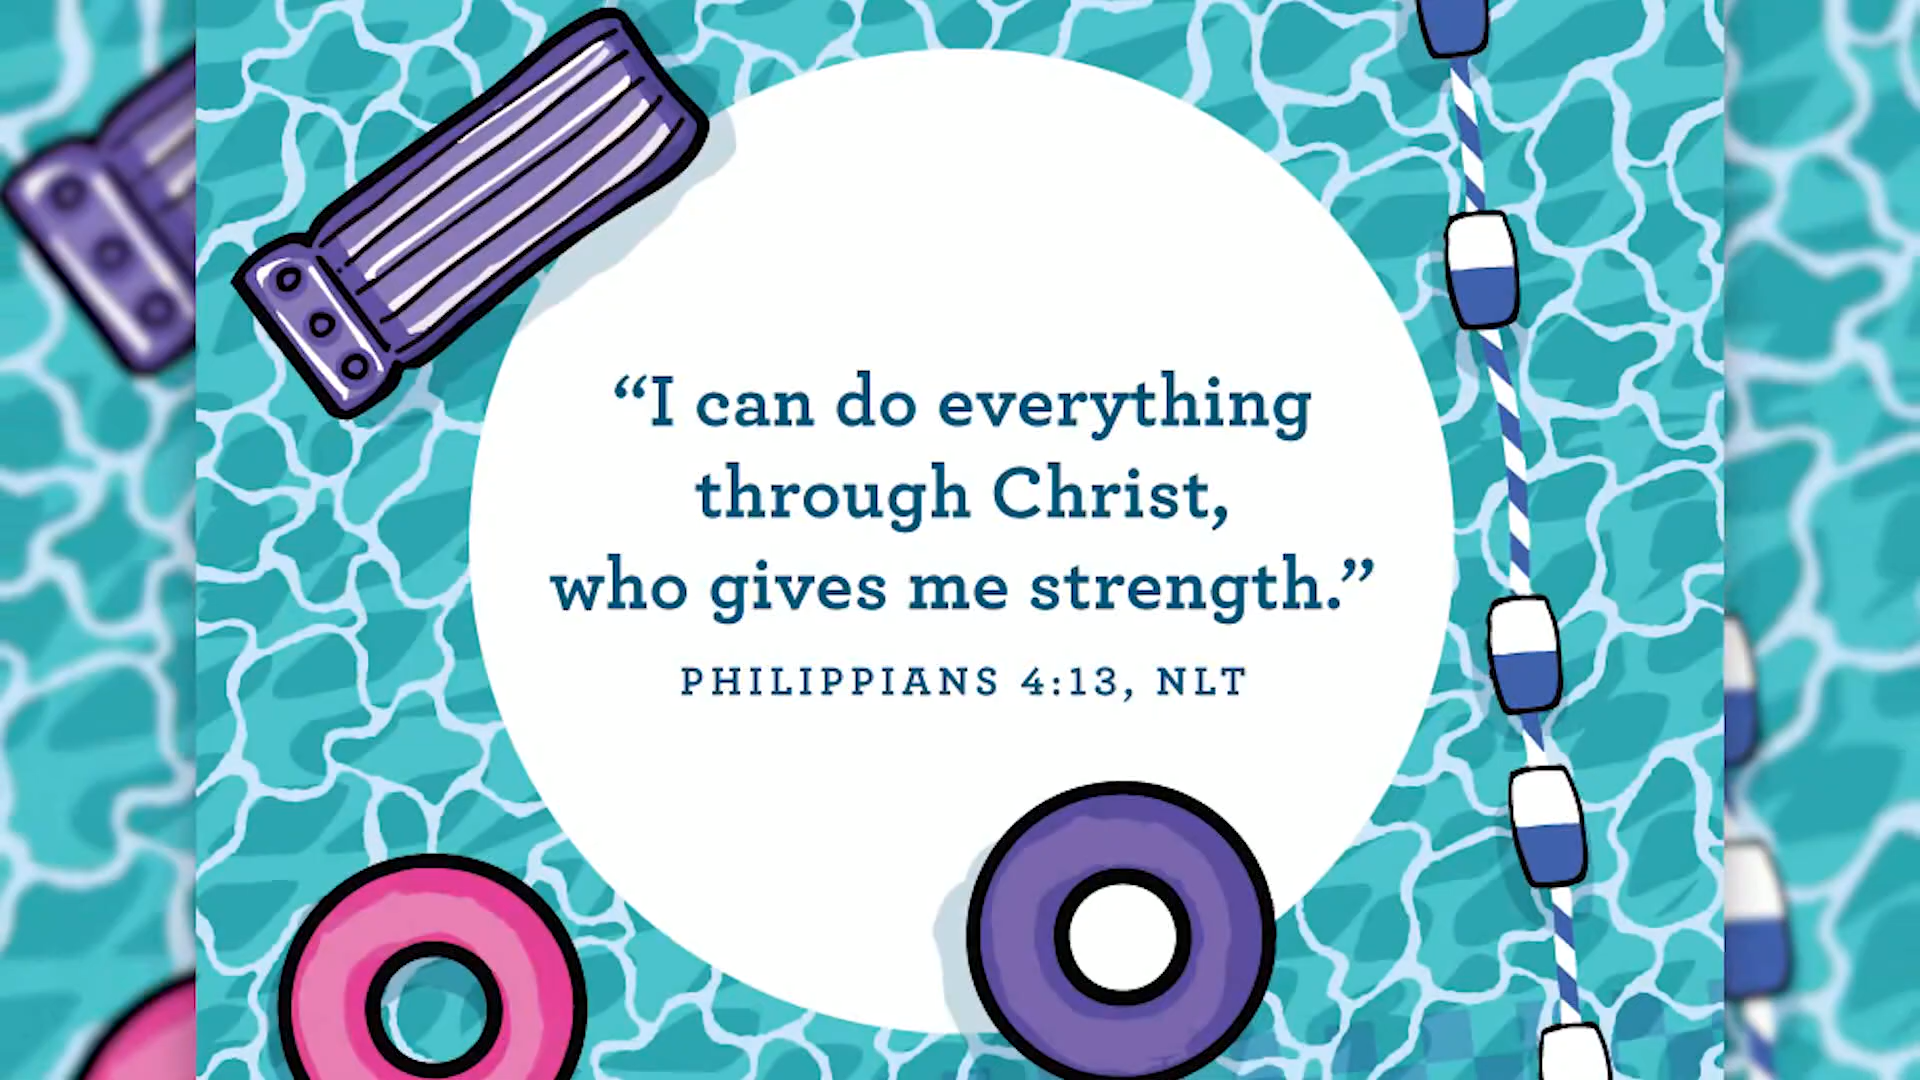 “I can do everything
through Christ,
who gives me strength.”
PHILIPPIANS 4:13, NLT